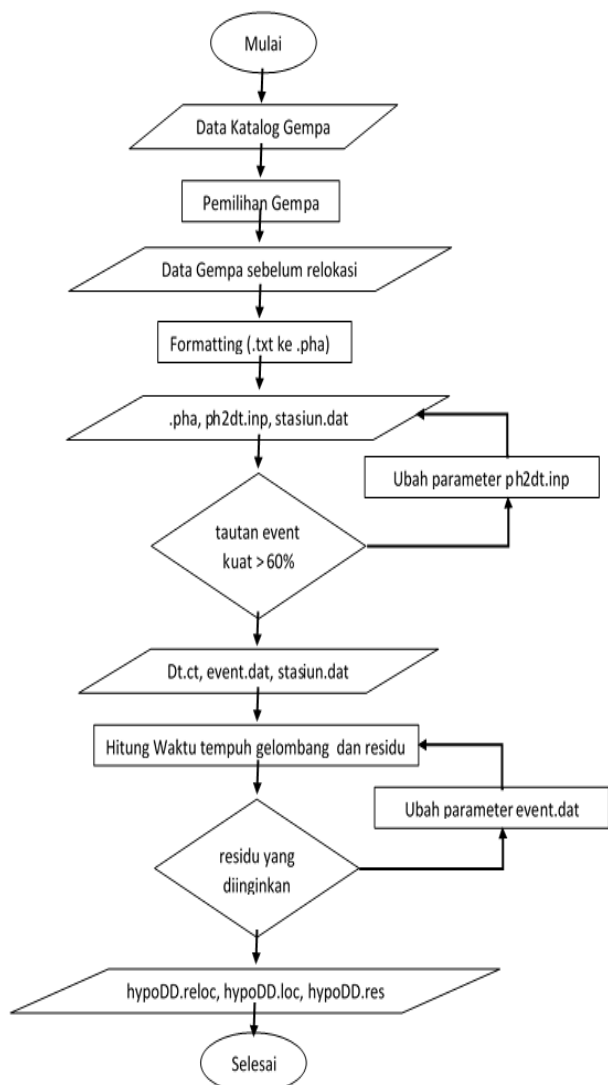 Mulai
Data Katalog Gempa
Pemilihan Gempa
Data Gempa sebelum relokasi
Formatting (.txt ke .pha)
.pha, ph2dt.inp, stasiun.dat
Ubah parameter ph2dt.inp
tautan event
kuat > 60%
Dt.ct, event.dat, stasiun.dat
Hitung Waktu tempuh gelombang dan residu
Ubah parameter event.dat
residu yang
diinginkan
hypoDD.reloc, hypoDD.loc, hypoDD.res
Selesai